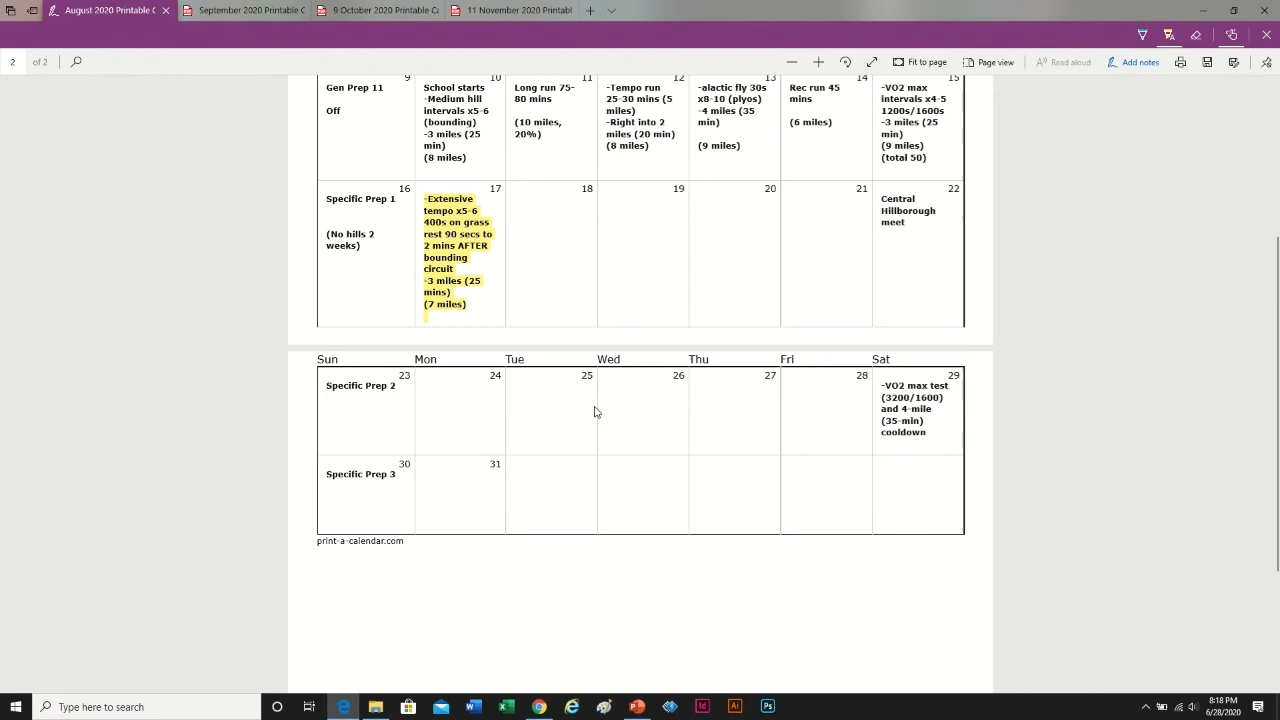 August 2020 Printable C
September 2020 Printable C
9 October 2020 Printable Ca
11 November 2020 Printabl
2 of 2
Fit to page
Page view
Read aloud
Add notes
9 10 11 12 13 14 15
Gen Prep 11
Off
School starts
-Medium hill
intervals x5-6
(bounding)
-3 miles (25
min)
(8 miles)
Long run 75-
80 mins
(10 miles,
20%)
-Tempo run
25-30 mins (5
miles)
-Right into 2
miles (20 min)
(8 miles)
-alactic fly 30s
x8-10 (plyos)
-4 miles (35
min)
(9 miles)
Rec run 45
mins
(6 miles)
-VO2 max
intervals x4-5
1200s/1600s
-3 miles (25
min)
(9 miles)
(total 50)
16 17 18 19 20 21 22
Specific Prep 1
(No hills 2
weeks)
-Extensive
tempo x5-6
400s on grass
rest 90 secs to
2 mins AFTER
bounding
circuit
-3 miles (25
mins)
(7 miles)
Central
Hillborough
meet
Sun Mon Tue Wed Thu Fri Sat
23 24 25 26 27 28 29
Specific Prep 2
-VO2 max test
(3200/1600)
and 4-mile
(35-min)
cooldown
30 31
Specific Prep 3
print-a-calendar.com
Type here to search
8:18 PM
6/28/2020